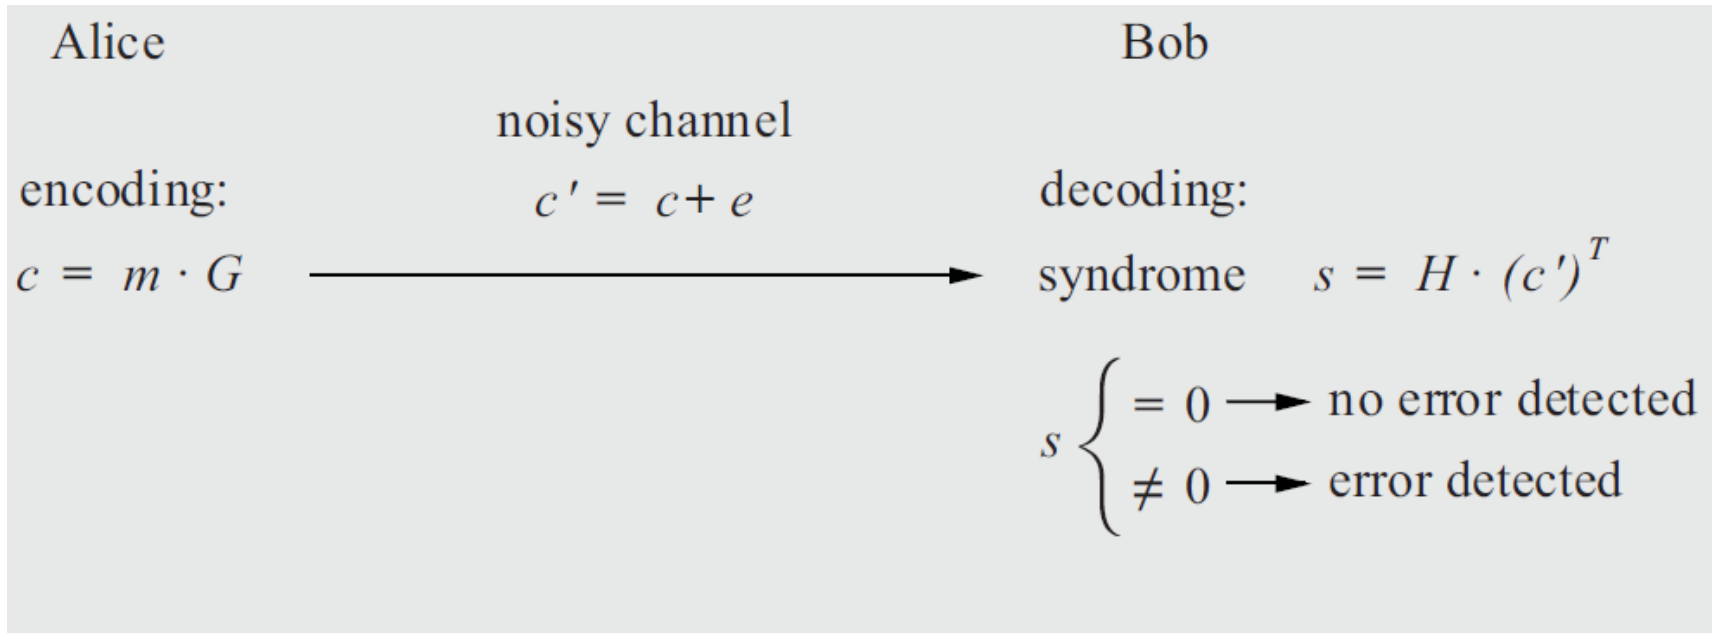 Alice Bob
noisy channel
encoding: c' = c+ e decoding:
c = m · G syndrome s = H · (c')^T
s { = 0 → no error detected
≠ 0 → error detected